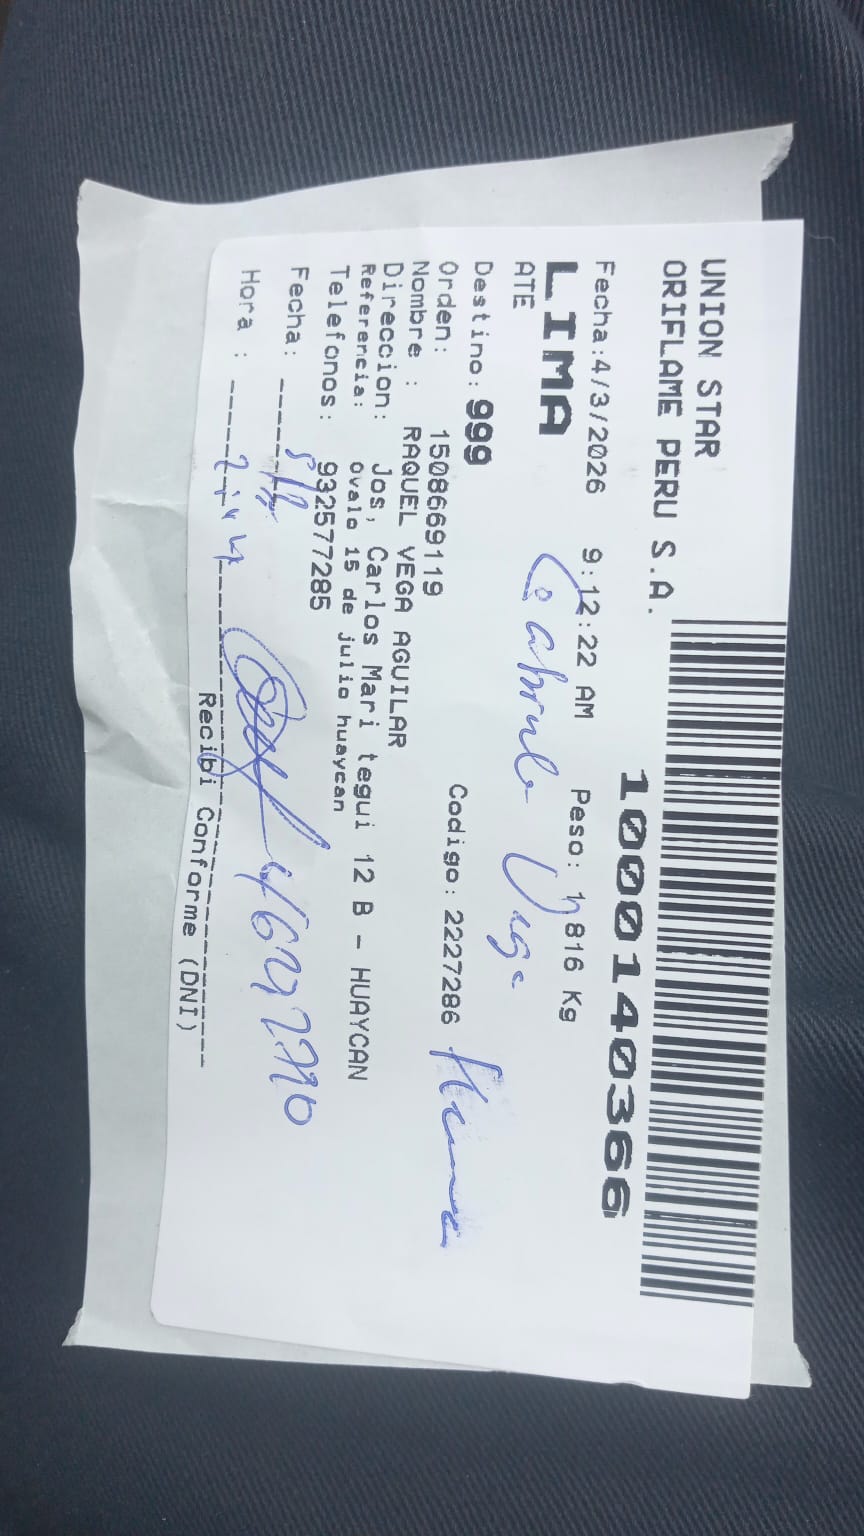 UNION STAR
ORIFLAME PERU S.A.
1000140366
Fecha:4/3/2026 9:12:22 AM Peso: 1,816 Kg
LIMA
ATE
Destino: 999
Orden: 1508669119 Codigo: 2227286
Nombre : RAQUEL VEGA AGUILAR
Direccion: Jos, Carlos Mari tegui 12 B - HUAYCAN
Referencia: Ovalo 15 de julio huaycan
Telefonos: 932577285
Fecha:
Hora :
Recibi Conforme (DNI)